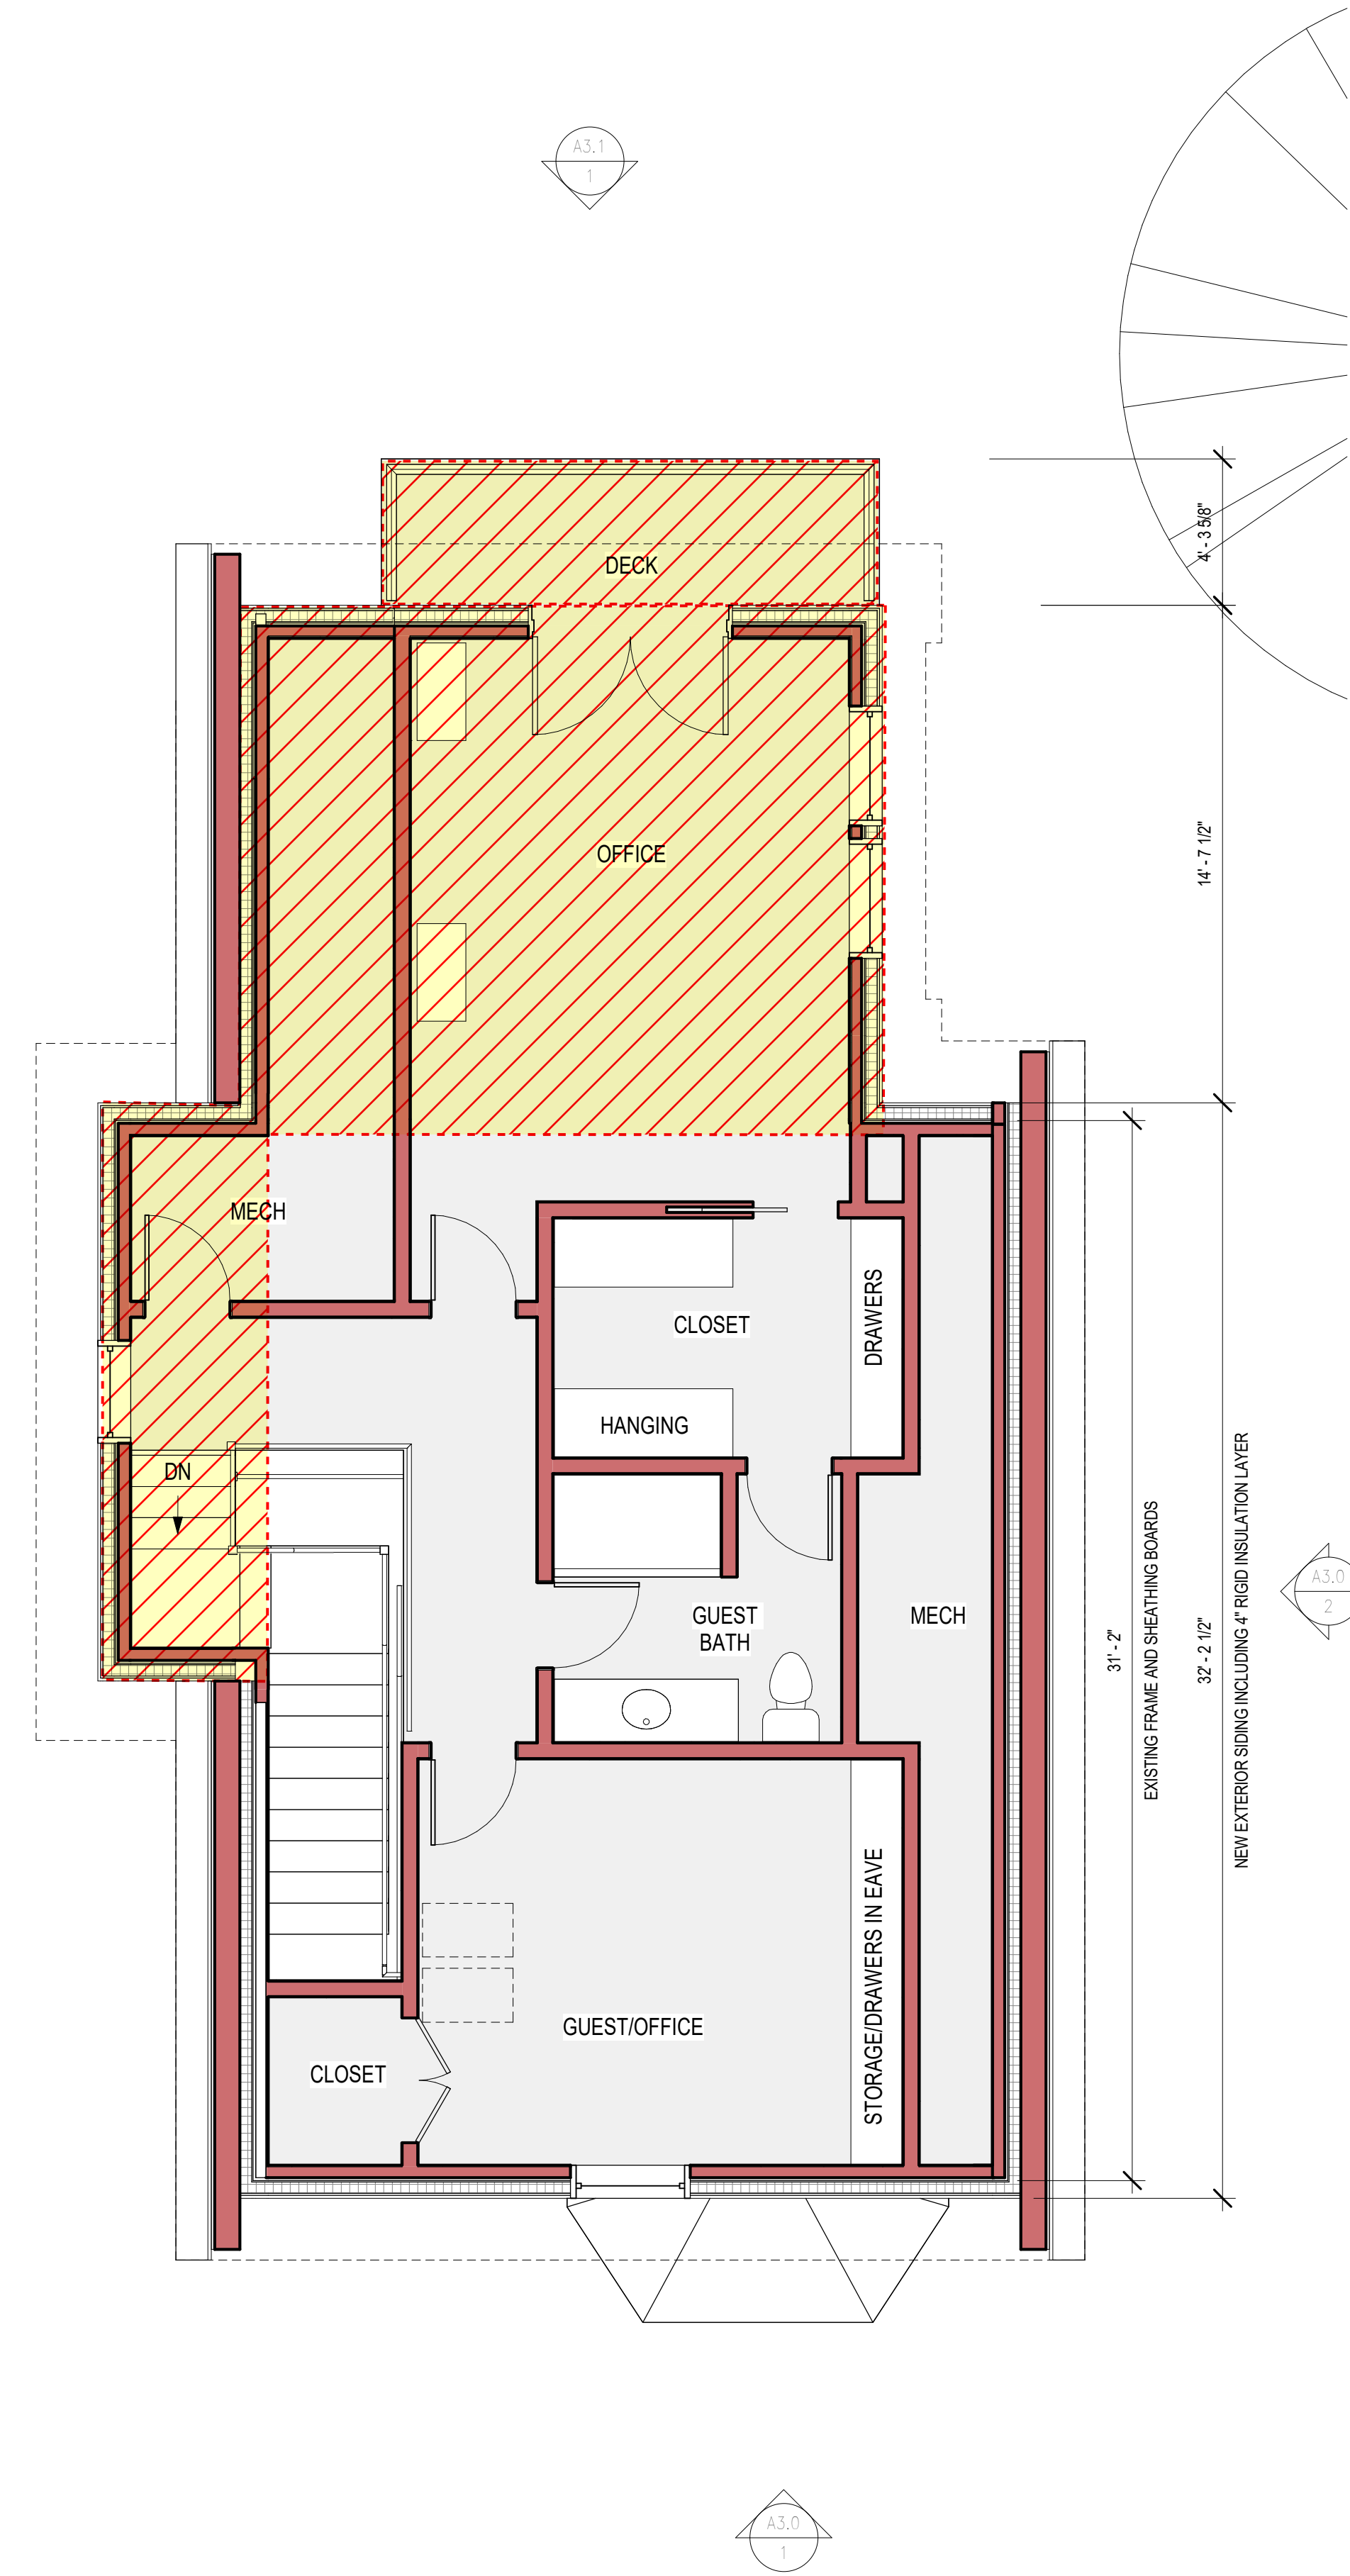 A3.1
1
4' - 3 5/8"
DECK
14' - 7 1/2"
OFFICE
MECH
DRAWERS
CLOSET
HANGING
DN
GUEST
BATH
MECH
31' - 2"
EXISTING FRAME AND SHEATHING BOARDS
32' - 2 1/2"
NEW EXTERIOR SIDING INCLUDING 4" RIGID INSULATION LAYER
A3.0
2
STORAGE/DRAWERS IN EAVE
GUEST/OFFICE
CLOSET
A3.0
1